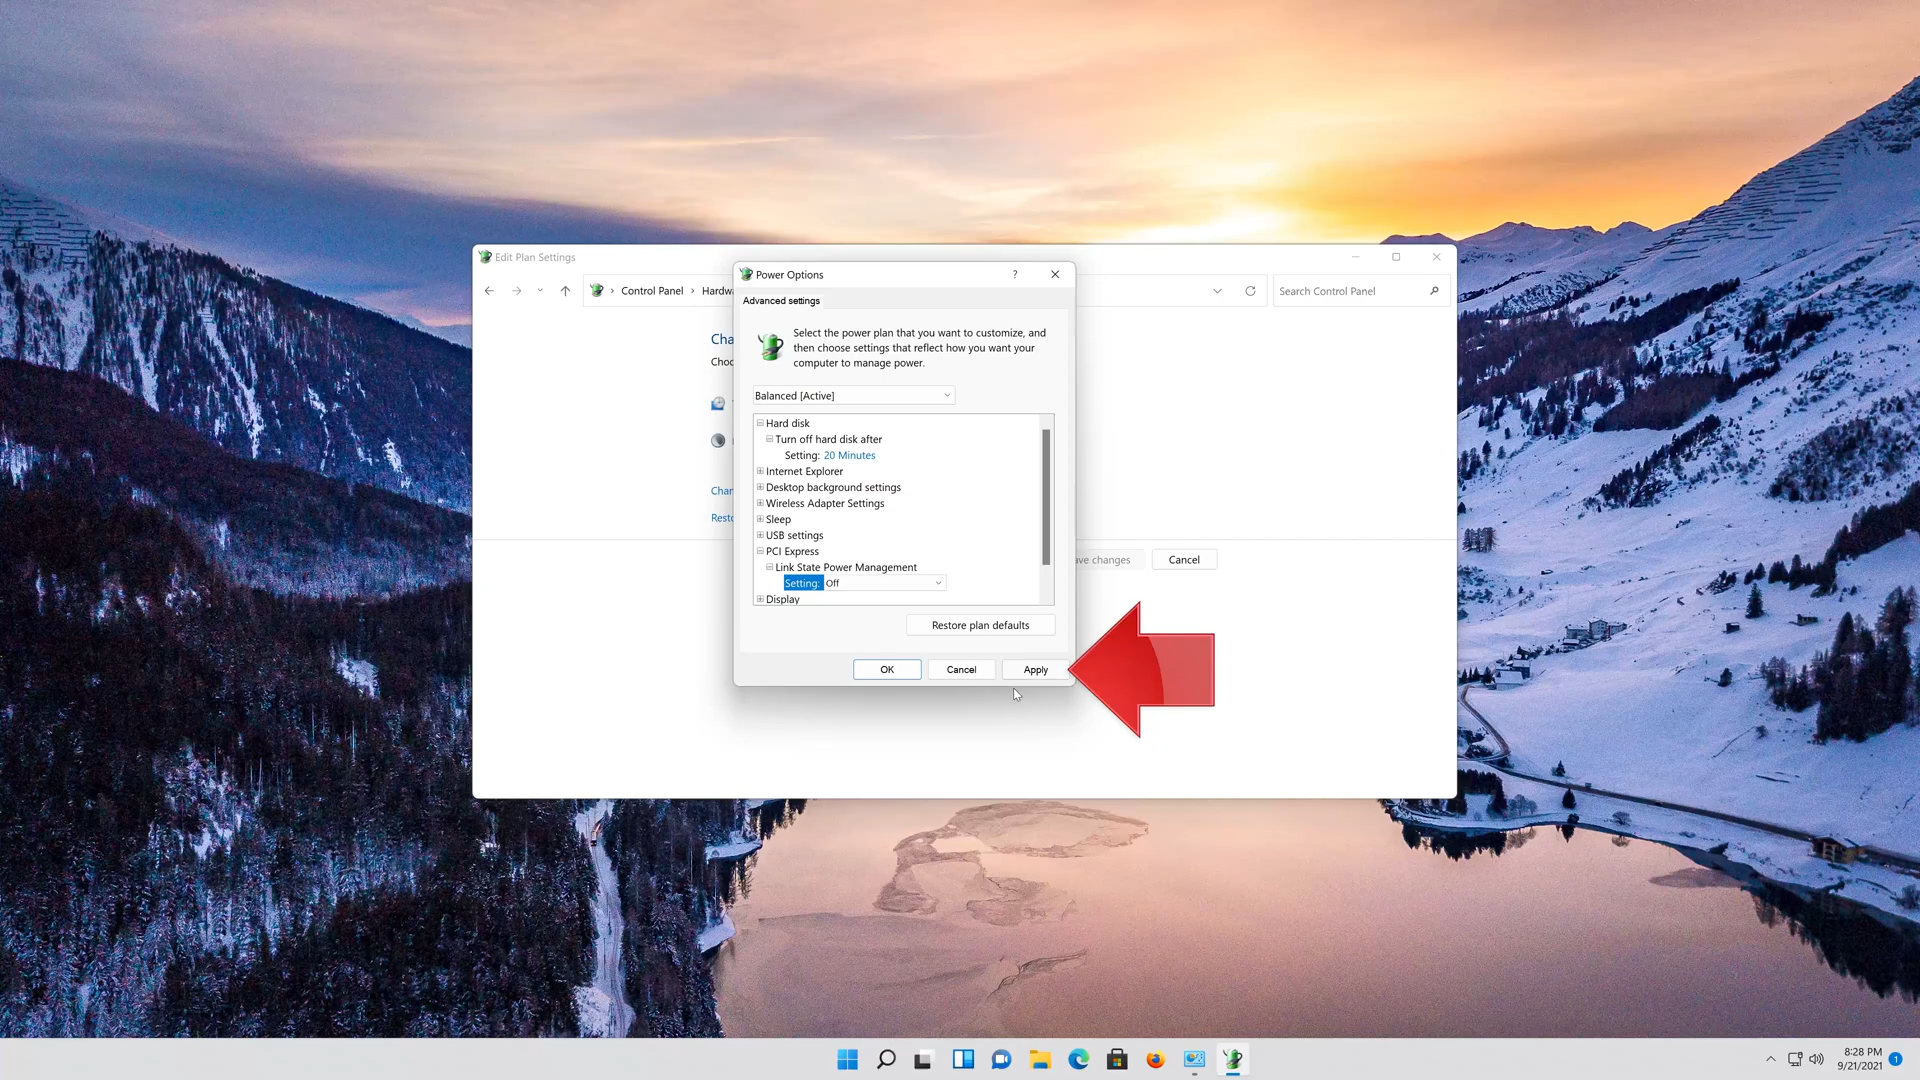 Edit Plan Settings
Control Panel
Hardw
Search Control Panel
Cha
Choo
Chan
Resto
ave changes
Cancel
Power Options
?
Advanced settings
Select the power plan that you want to customize, and
then choose settings that reflect how you want your
computer to manage power.
Balanced [Active]
Hard disk
Turn off hard disk after
Setting: 20 Minutes
Internet Explorer
Desktop background settings
Wireless Adapter Settings
Sleep
USB settings
PCI Express
Link State Power Management
Setting: Off
Display
Restore plan defaults
OK
Cancel
Apply
8:28 PM
9/21/2021
1